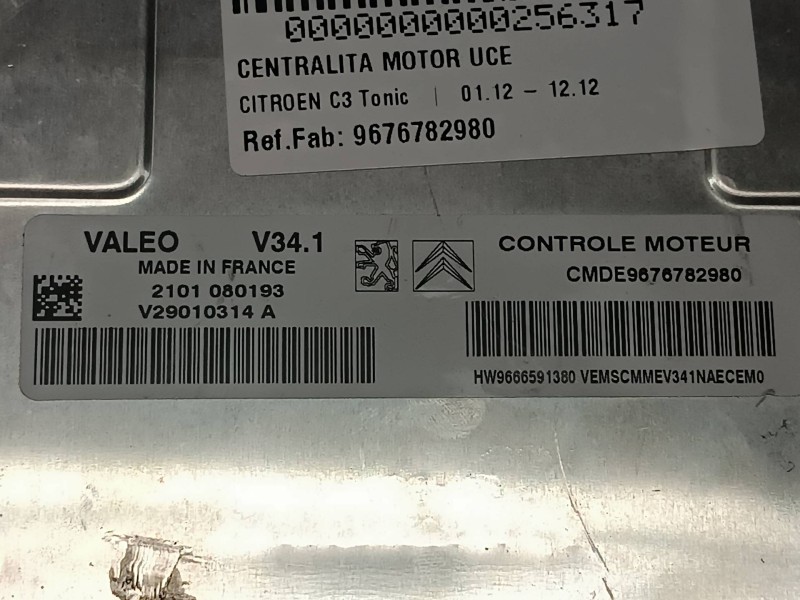 0000000000256317
CENTRALITA MOTOR UCE
CITROEN C3 Tonic | 01.12 - 12.12
Ref.Fab: 9676782980
VALEO V34.1
MADE IN FRANCE
2101 080193
V29010314 A
CONTROLE MOTEUR
CMDE9676782980
HW9666591380 VEMSCMMEV341NAECEM0